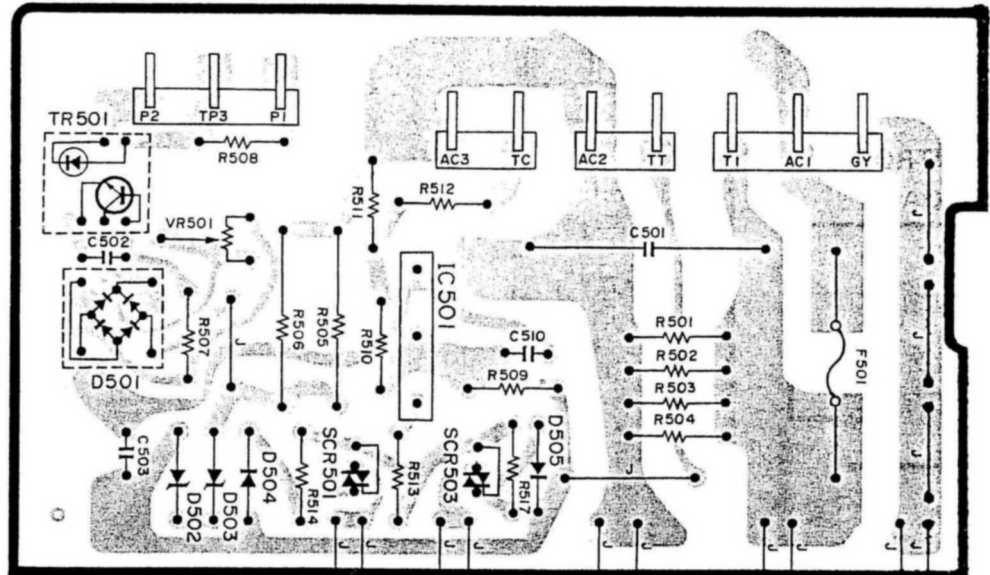 P2 TP3 P1
TR501
R508
AC3 TC
AC2 TT
T1 AC1 GY
R511
R512
J
VR501
C502
C501
IC501
R507
J
R506
R505
R510
C510
R501
R502
R503
R504
F501
J
D501
R509
C503
D502
D503
D504
R514
SCR501
R513
SCR503
R517
D505
J
J
J J
J J
J J
J J
J J